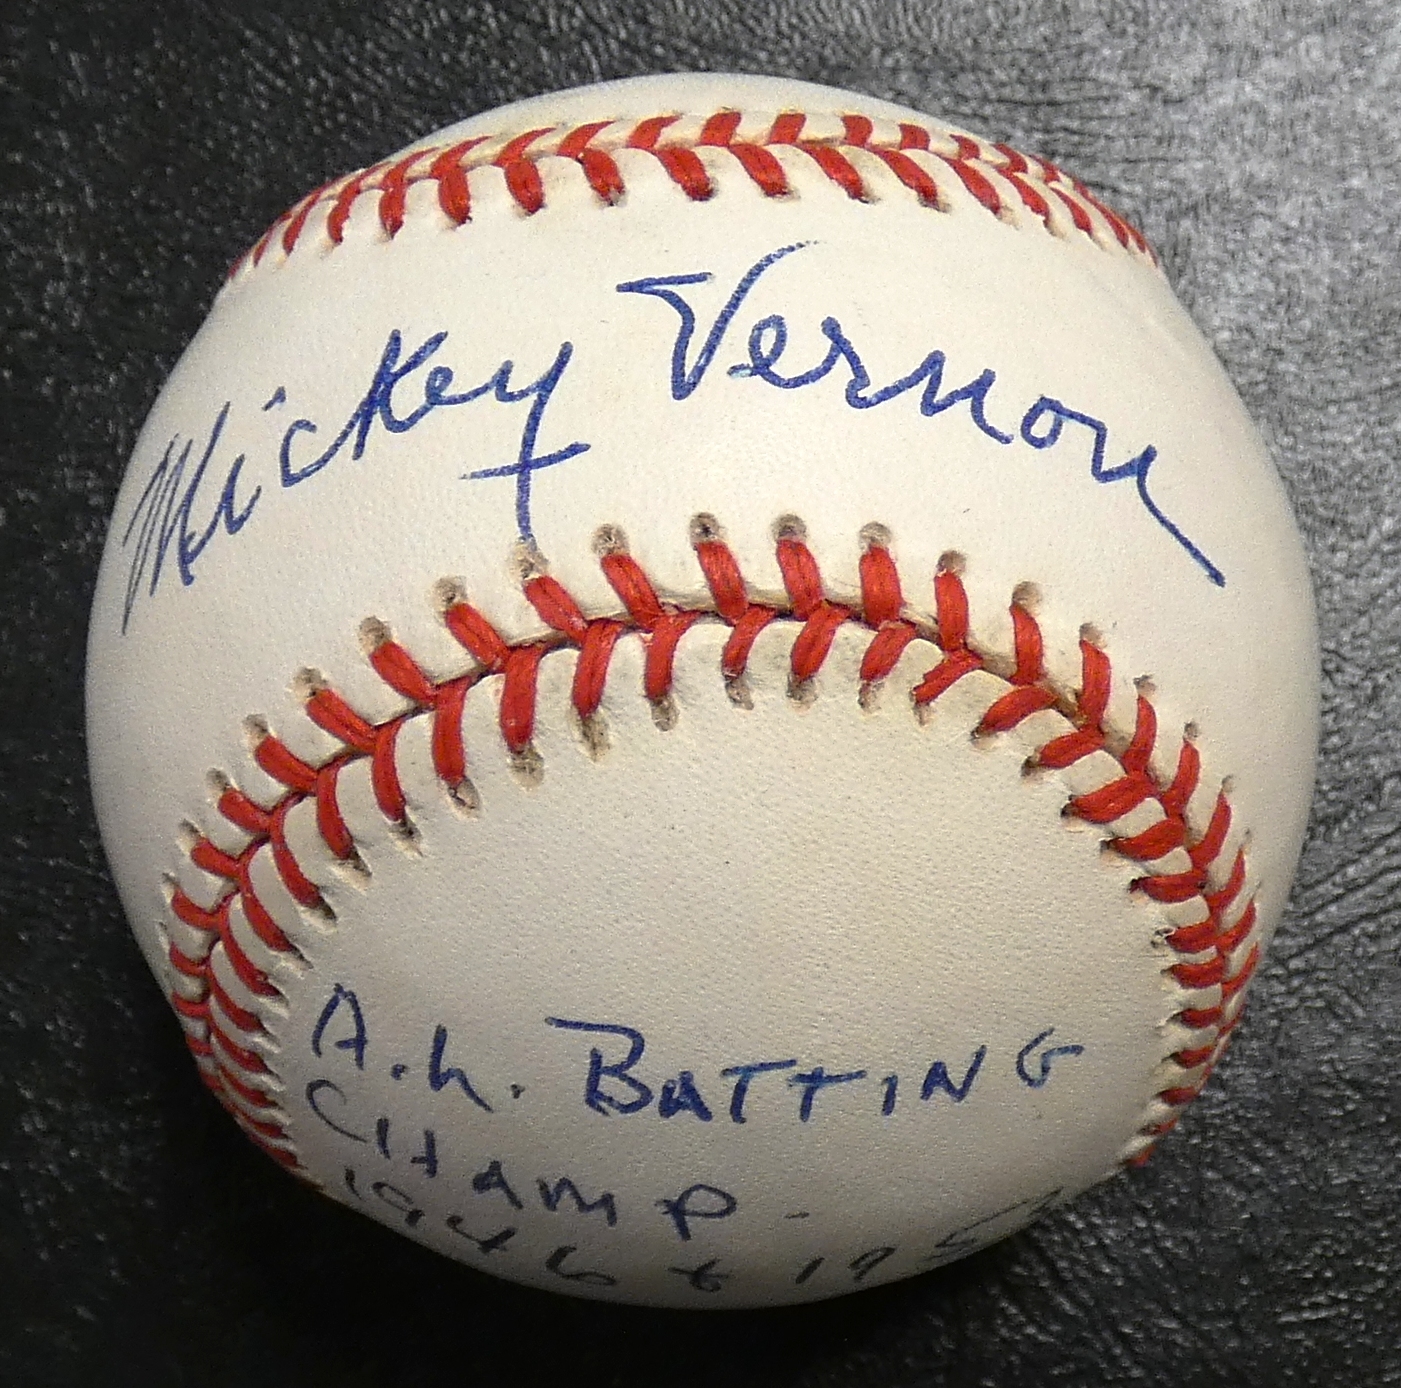 Mickey Vernon
A.L. BATTING
CHAMP -
1946 &